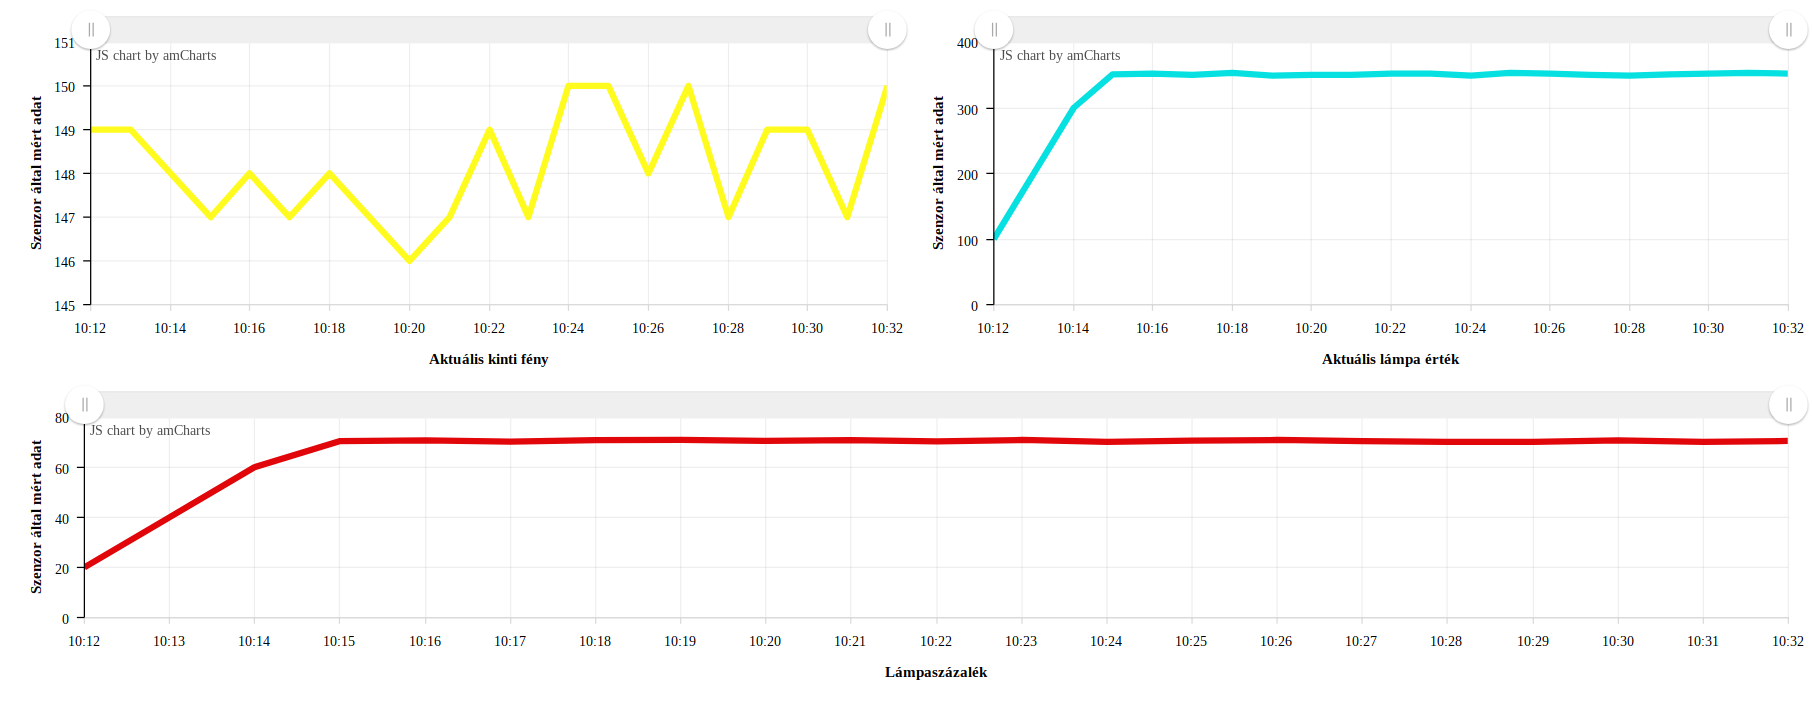 JS chart by amCharts
Szenzor által mért adat
151
150
149
148
147
146
145
10:12 10:14 10:16 10:18 10:20 10:22 10:24 10:26 10:28 10:30 10:32
Aktuális kinti fény
JS chart by amCharts
Szenzor által mért adat
400
300
200
100
0
10:12 10:14 10:16 10:18 10:20 10:22 10:24 10:26 10:28 10:30 10:32
Aktuális lámpa érték
JS chart by amCharts
Szenzor által mért adat
80
60
40
20
0
10:12 10:13 10:14 10:15 10:16 10:17 10:18 10:19 10:20 10:21 10:22 10:23 10:24 10:25 10:26 10:27 10:28 10:29 10:30 10:31 10:32
Lámpaszázalék